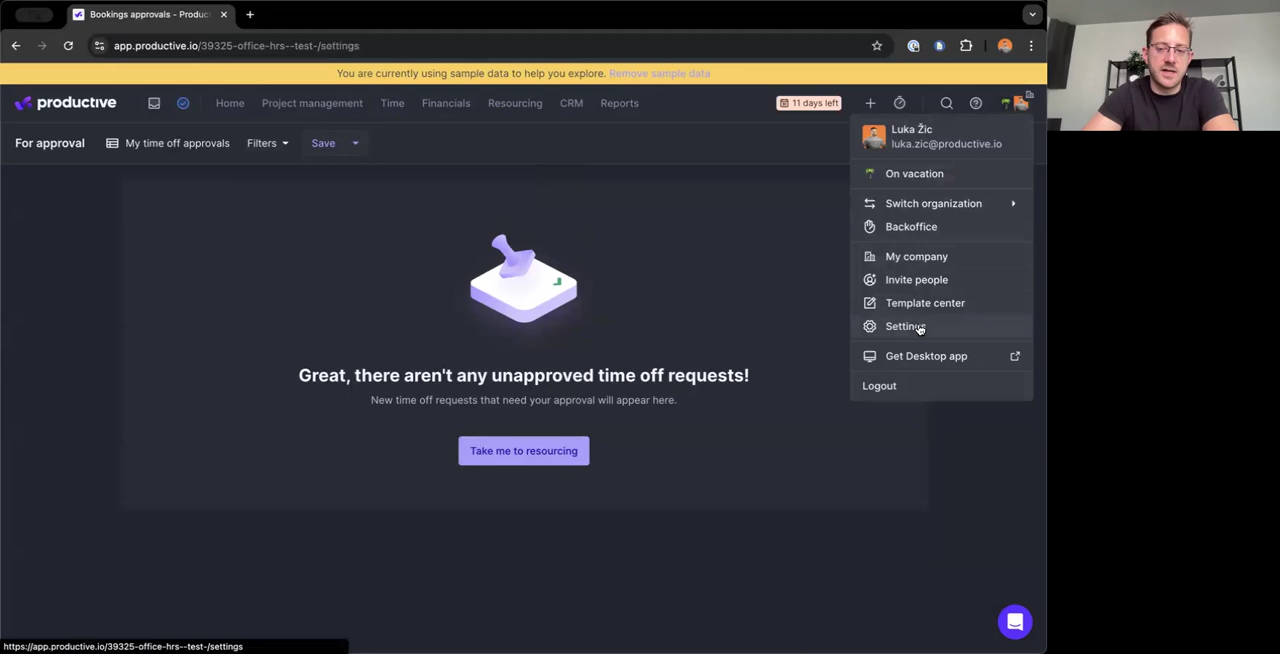 Bookings approvals - Produc
app.productive.io/39325-office-hrs--test-/settings
You are currently using sample data to help you explore. Remove sample data
productive
Home
Project management
Time
Financials
Resourcing
CRM
Reports
11 days left
For approval
My time off approvals
Filters
Save
Luka Žic
luka.zic@productive.io
On vacation
Switch organization
Backoffice
My company
Invite people
Template center
Settings
Get Desktop app
Logout
Great, there aren't any unapproved time off requests!
New time off requests that need your approval will appear here.
Take me to resourcing
https://app.productive.io/39325-office-hrs--test-/settings